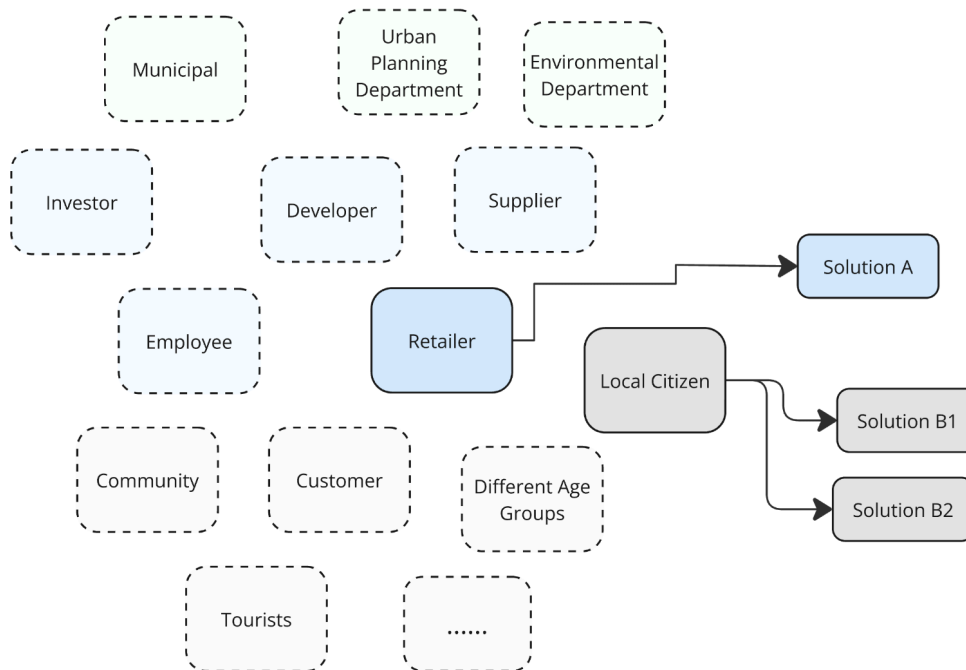 Municipal
Urban
Planning
Department
Environmental
Department
Investor
Developer
Supplier
Solution A
Employee
Retailer
Local Citizen
Solution B1
Community
Customer
Different Age
Groups
Solution B2
Tourists
......